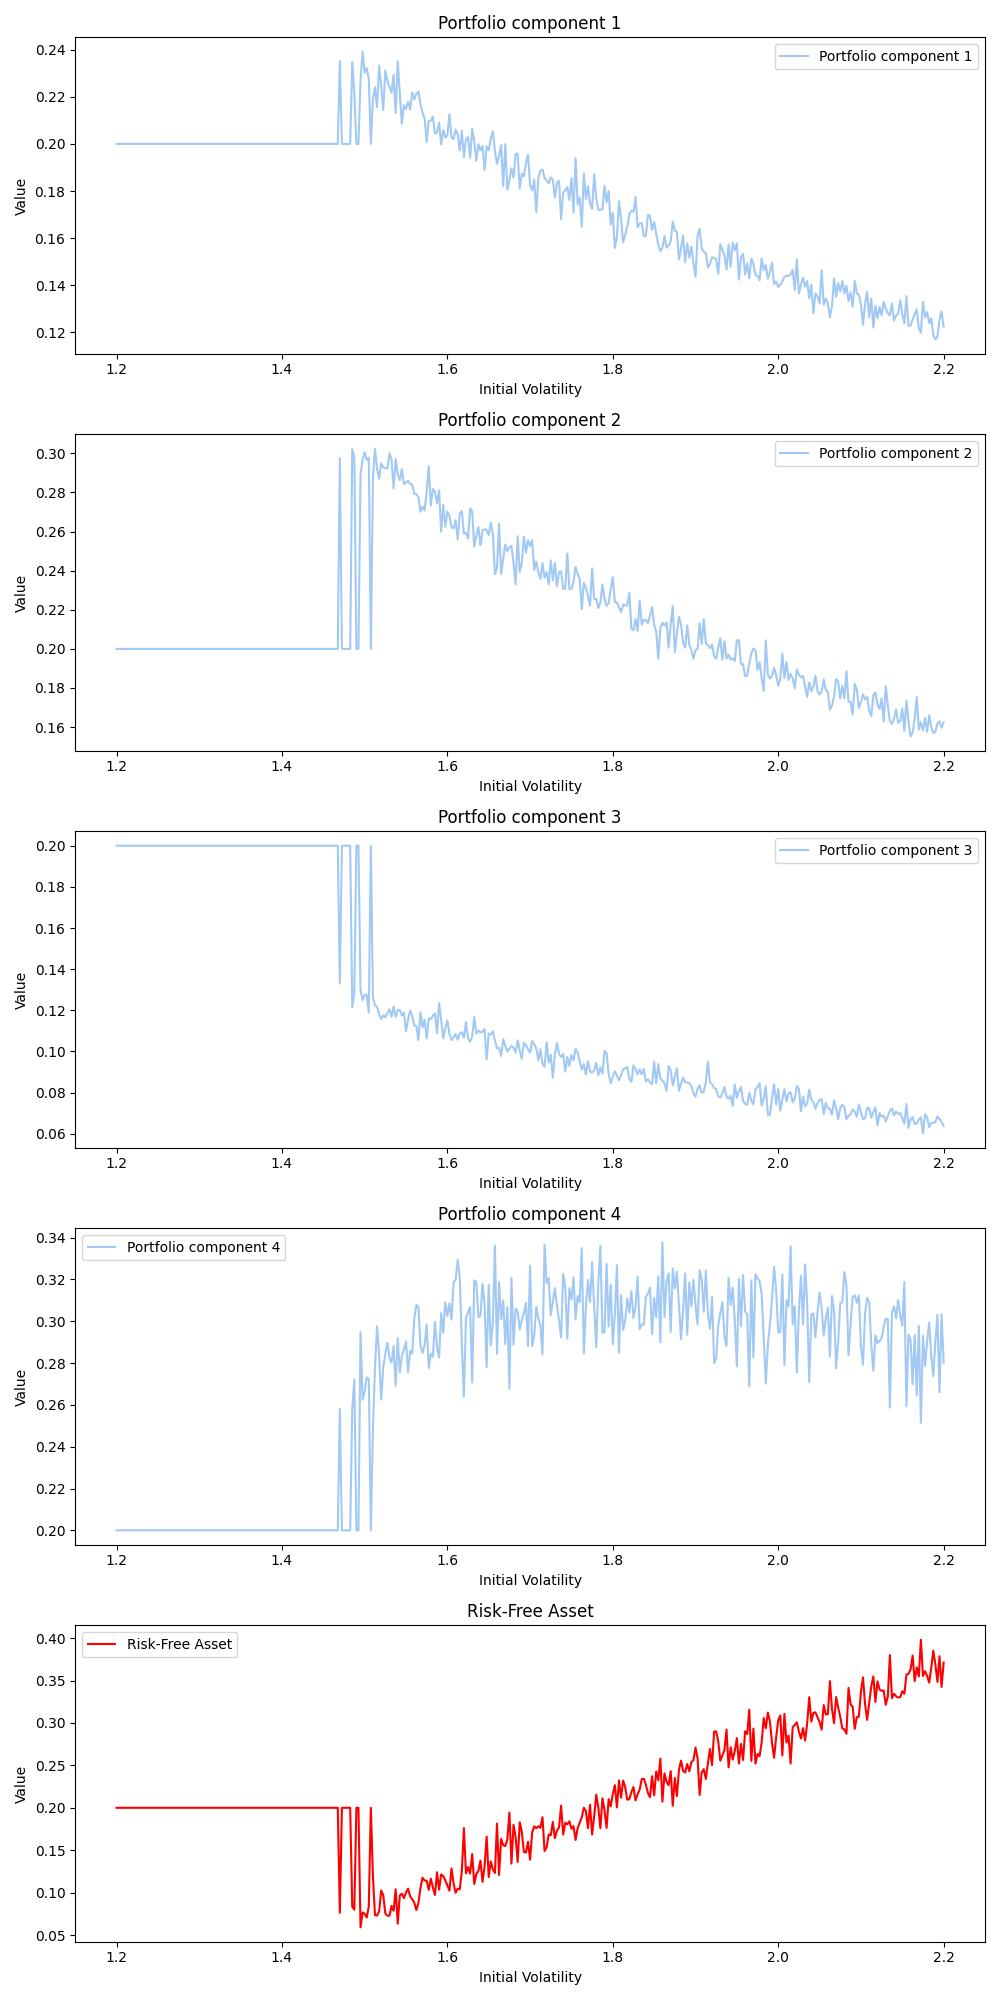 Portfolio component 1
Portfolio component 1
0.24
0.22
0.20
0.18
0.16
0.14
0.12
Value
1.2 1.4 1.6 1.8 2.0 2.2
Initial Volatility
Portfolio component 2
Portfolio component 2
0.30
0.28
0.26
0.24
0.22
0.20
0.18
0.16
Value
1.2 1.4 1.6 1.8 2.0 2.2
Initial Volatility
Portfolio component 3
Portfolio component 3
0.20
0.18
0.16
0.14
0.12
0.10
0.08
0.06
Value
1.2 1.4 1.6 1.8 2.0 2.2
Initial Volatility
Portfolio component 4
Portfolio component 4
0.34
0.32
0.30
0.28
0.26
0.24
0.22
0.20
Value
1.2 1.4 1.6 1.8 2.0 2.2
Initial Volatility
Risk-Free Asset
Risk-Free Asset
0.40
0.35
0.30
0.25
0.20
0.15
0.10
0.05
Value
1.2 1.4 1.6 1.8 2.0 2.2
Initial Volatility